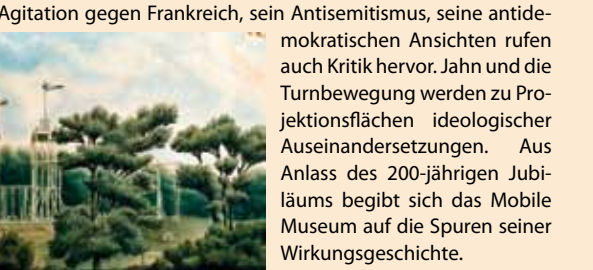 Agitation gegen Frankreich, sein Antisemitismus, seine antide-
mokratischen Ansichten rufen
auch Kritik hervor. Jahn und die
Turnbewegung werden zu Pro-
jektionsflächen ideologischer
Auseinandersetzungen. Aus
Anlass des 200-jährigen Jubi-
läums begibt sich das Mobile
Museum auf die Spuren seiner
Wirkungsgeschichte.